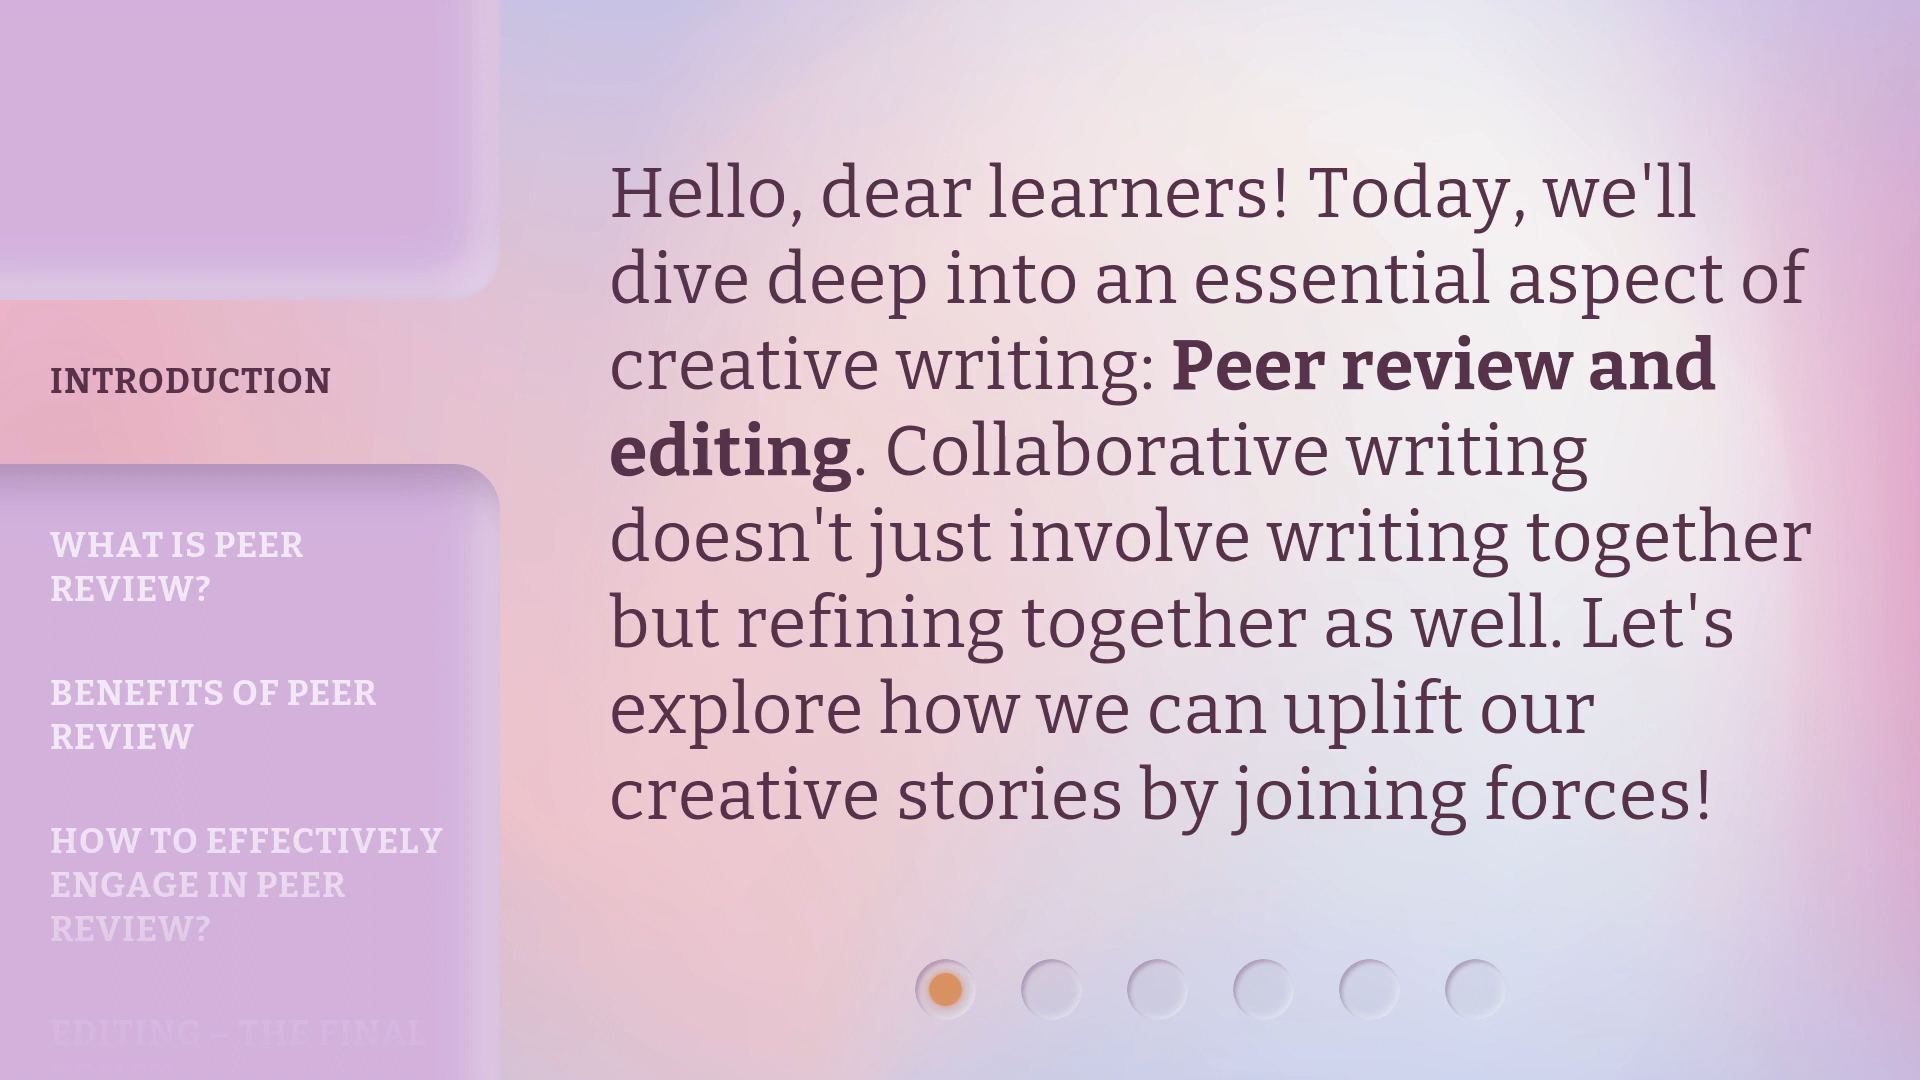 INTRODUCTION
WHAT IS PEER
REVIEW?
BENEFITS OF PEER
REVIEW
HOW TO EFFECTIVELY
ENGAGE IN PEER
REVIEW?
EDITING – THE FINAL
Hello, dear learners! Today, we'll
dive deep into an essential aspect of
creative writing: Peer review and
editing. Collaborative writing
doesn't just involve writing together
but refining together as well. Let's
explore how we can uplift our
creative stories by joining forces!